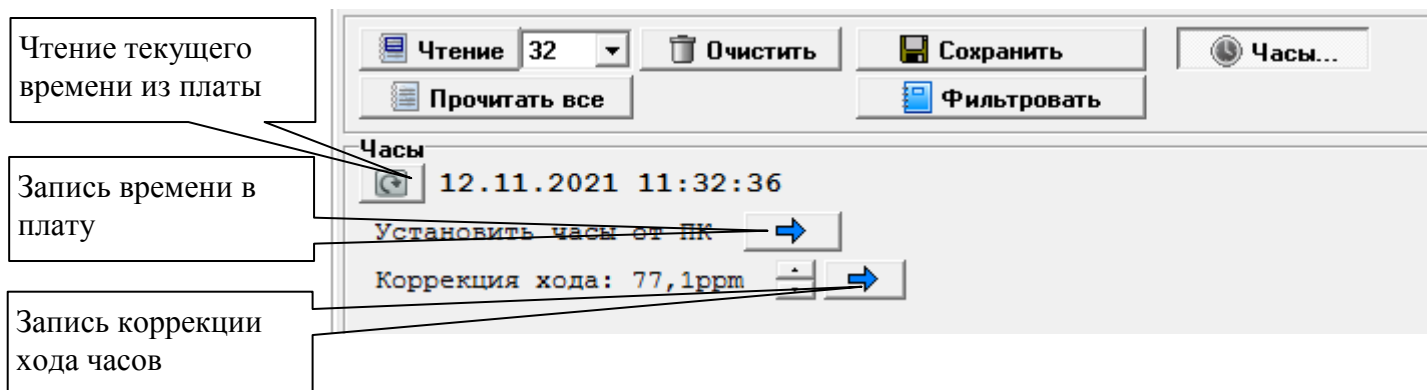 Чтение текущего
времени из платы
Запись времени в
плату
Запись коррекции
хода часов
Чтение 32 Очистить Сохранить Часы...
Прочитать все Фильтровать
Часы
12.11.2021 11:32:36
Установить часы от ПК
Коррекция хода: 77,1ppm